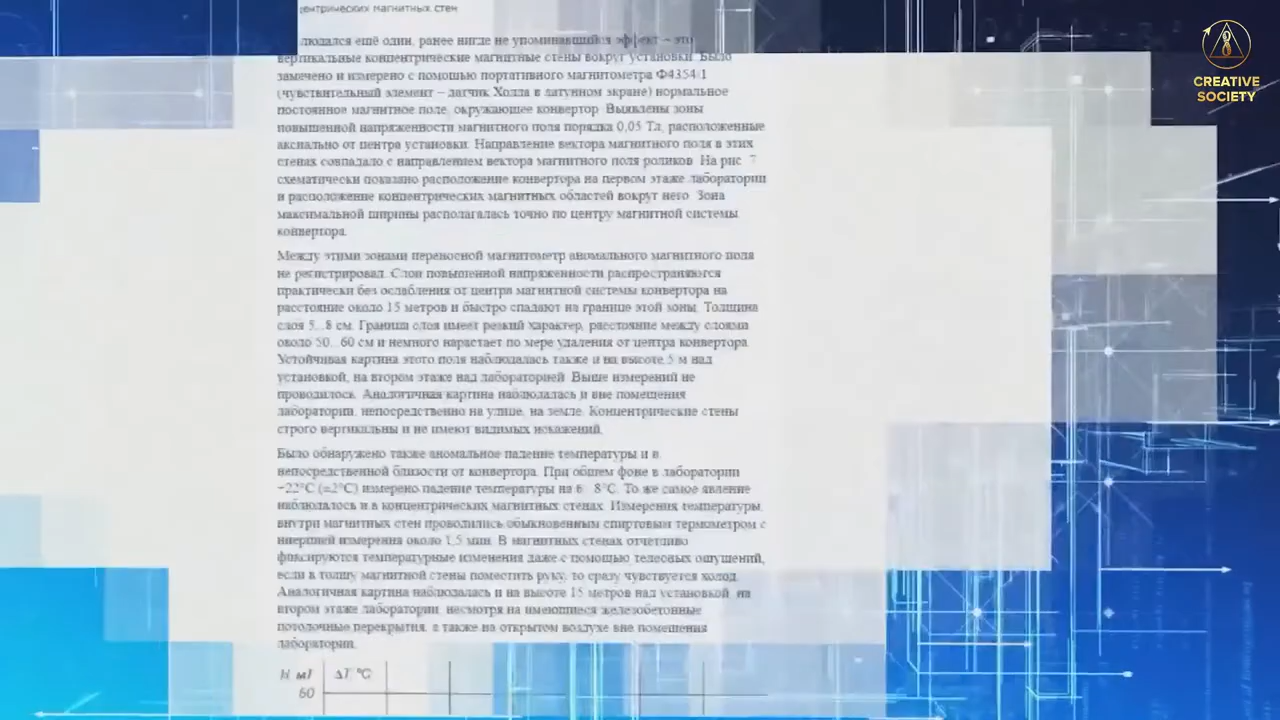 ентрических магнитных стен
людался ещё один, ранее нигде не упоминавшийся эффект – это
вертикальные концентрические магнитные стены вокруг установки. Было
замечено и измерено с помощью портативного магнитометра Ф4354/1
(чувствительный элемент – датчик Холла в латунном экране) нормальное
постоянное магнитное поле, окружающее конвертор. Выявлены зоны
повышенной напряженности магнитного поля порядка 0,05 Тл, расположенные
аксиально от центра установки. Направление вектора магнитного поля в этих
стенах совпадало с направлением вектора магнитного поля роликов. На рис. 7
схематически показано расположение конвертора на первом этаже лаборатории
и расположение концентрических магнитных областей вокруг него. Зона
максимальной ширины располагалась точно по центру магнитной системы
конвертора.
Между этими зонами переносной магнитометр аномального магнитного поля
не регистрировал. Слои повышенной напряженности распространяются
практически без ослабления от центра магнитной системы конвертора на
расстояние около 15 метров и быстро спадают на границе этой зоны. Толщина
слоя 5...8 см. Граница слоя имеет резкий характер, расстояние между слоями
около 50...60 см и немного нарастает по мере удаления от центра конвертора.
Устойчивая картина этого поля наблюдалась также и на высоте 5 м над
установкой, на втором этаже над лабораторией. Выше измерений не
проводилось. Аналогичная картина наблюдалась и вне помещения
лаборатории, непосредственно на улице, на земле. Концентрические стены
строго вертикальны и не имеют видимых искажений.
Было обнаружено также аномальное падение температуры и в
непосредственной близости от конвертора. При общем фоне в лаборатории
+22°C (±2°C) измерено падение температуры на 6...8°C. То же самое явление
наблюдалось и в концентрических магнитных стенах. Измерения температуры
внутри магнитных стен проводились обыкновенным спиртовым термометром с
инерцией измерения около 1,5 мин. В магнитных стенах отчетливо
фиксируются температурные изменения даже с помощью телесных ощущений,
если в толщу магнитной стены поместить руку, то сразу чувствуется холод.
Аналогичная картина наблюдалась и на высоте 15 метров над установкой, на
втором этаже лаборатории, несмотря на имеющиеся железобетонные
потолочные перекрытия, а также на открытом воздухе вне помещения
лаборатории.
H мТ ΔT °C
60
CREATIVE
SOCIETY